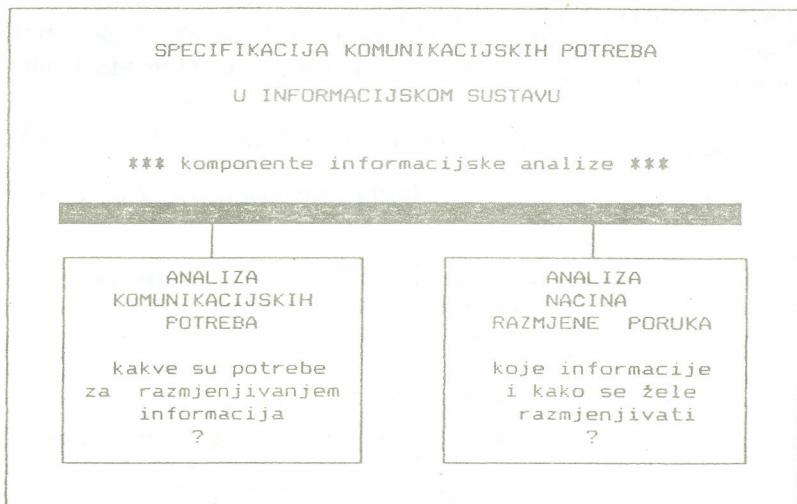 SPECIFIKACIJA KOMUNIKACIJSKIH POTREBA
U INFORMACIJSKOM SUSTAVU
*** komponente informacijske analize ***
ANALIZA
KOMUNIKACIJSKIH
POTREBA
kakve su potrebe
za razmjenjivanjem
informacija
?
ANALIZA
NACINA
RAZMJENE PORUKA
koje informacije
i kako se žele
razmjenjivati
?